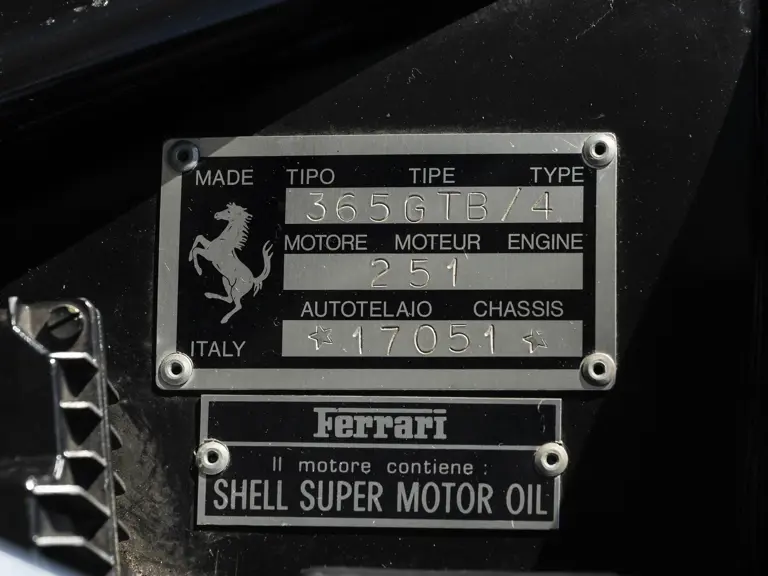 MADE TIPO TIPE TYPE
365GTB/4
MOTORE MOTEUR ENGINE
251
AUTOTELAIO CHASSIS
ITALY ☆17051☆
Ferrari
Il motore contiene :
SHELL SUPER MOTOR OIL